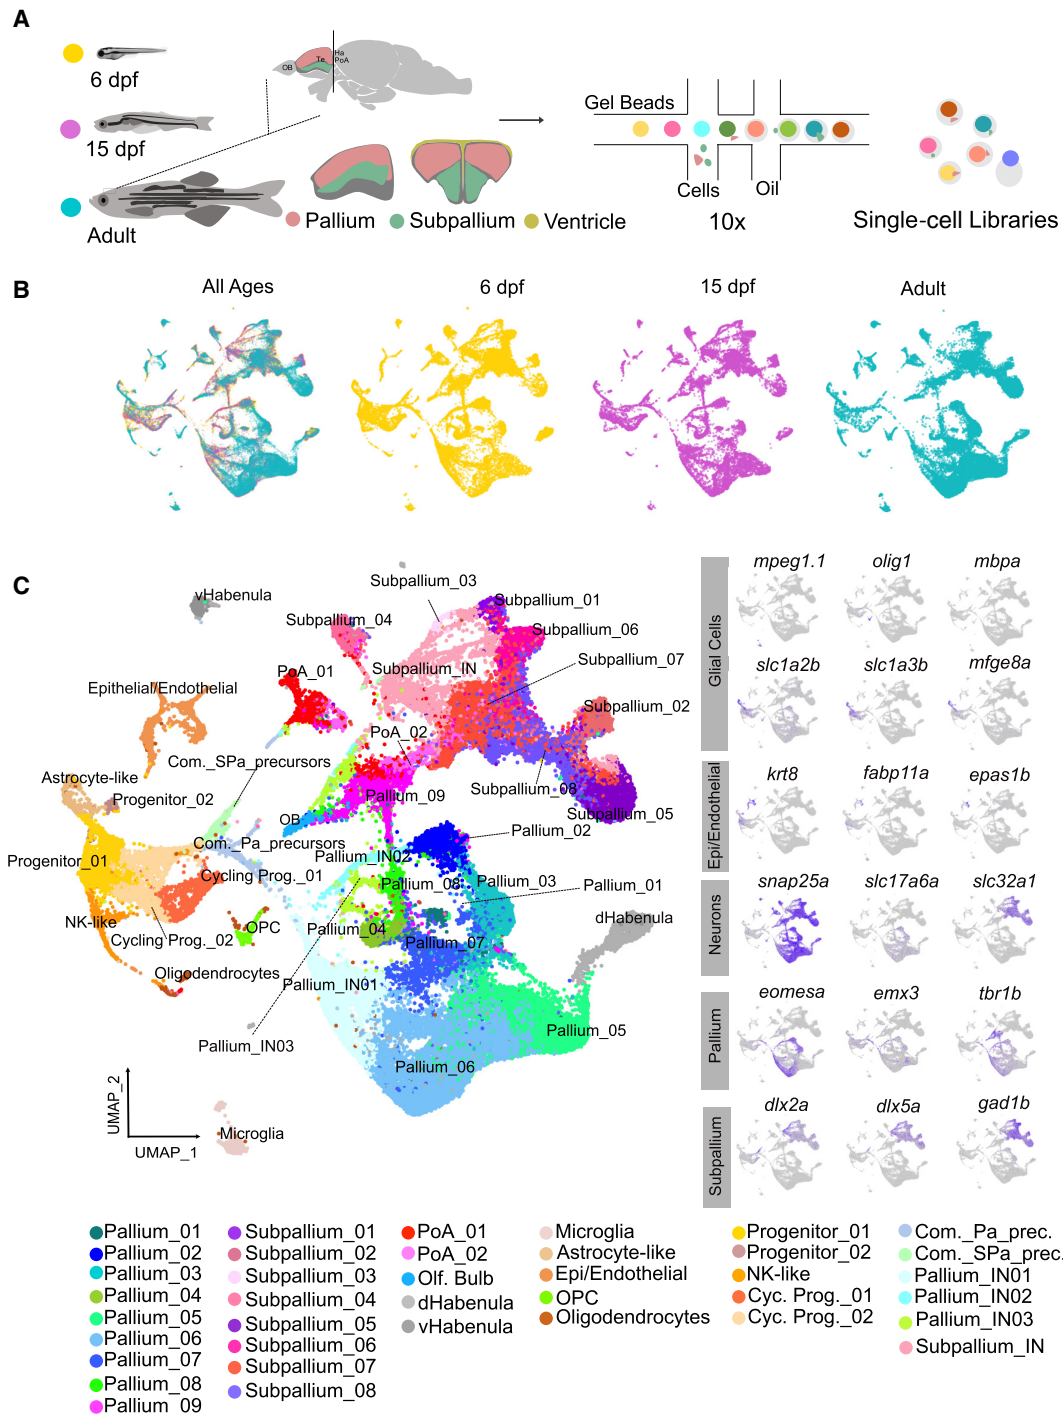 A
6 dpf
15 dpf
Adult
OB
Te
Ha
PoA
Pallium
Subpallium
Ventricle
Gel Beads
Cells
Oil
10x
Single-cell Libraries
B
All Ages
6 dpf
15 dpf
Adult
C
vHabenula
Subpallium_03
Subpallium_04
Subpallium_01
Subpallium_06
Subpallium_IN
Subpallium_07
PoA_01
Epithelial/Endothelial
Subpallium_02
PoA_02
Com._SPa_precursors
Astrocyte-like
Progenitor_02
Pallium_09
Subpallium_08
Subpallium_05
OB
Pallium_02
Com._Pa_precursors
Pallium_IN02
Progenitor_01
Cycling Prog._01
Pallium_08
Pallium_03
Pallium_01
NK-like
OPC
Pallium_04
dHabenula
Cycling Prog._02
Pallium_07
Oligodendrocytes
Pallium_IN01
Pallium_05
Pallium_IN03
Pallium_06
Microglia
UMAP_2
UMAP_1
Glial Cells
mpeg1.1
olig1
mbpa
slc1a2b
slc1a3b
mfge8a
Epi/Endothelial
krt8
fabp11a
epas1b
Neurons
snap25a
slc17a6a
slc32a1
Pallium
eomesa
emx3
tbr1b
Subpallium
dlx2a
dlx5a
gad1b
Pallium_01
Pallium_02
Pallium_03
Pallium_04
Pallium_05
Pallium_06
Pallium_07
Pallium_08
Pallium_09
Subpallium_01
Subpallium_02
Subpallium_03
Subpallium_04
Subpallium_05
Subpallium_06
Subpallium_07
Subpallium_08
PoA_01
PoA_02
Olf. Bulb
dHabenula
vHabenula
Microglia
Astrocyte-like
Epi/Endothelial
OPC
Oligodendrocytes
Progenitor_01
Progenitor_02
NK-like
Cyc. Prog._01
Cyc. Prog._02
Com._Pa_prec.
Com._SPa_prec.
Pallium_IN01
Pallium_IN02
Pallium_IN03
Subpallium_IN